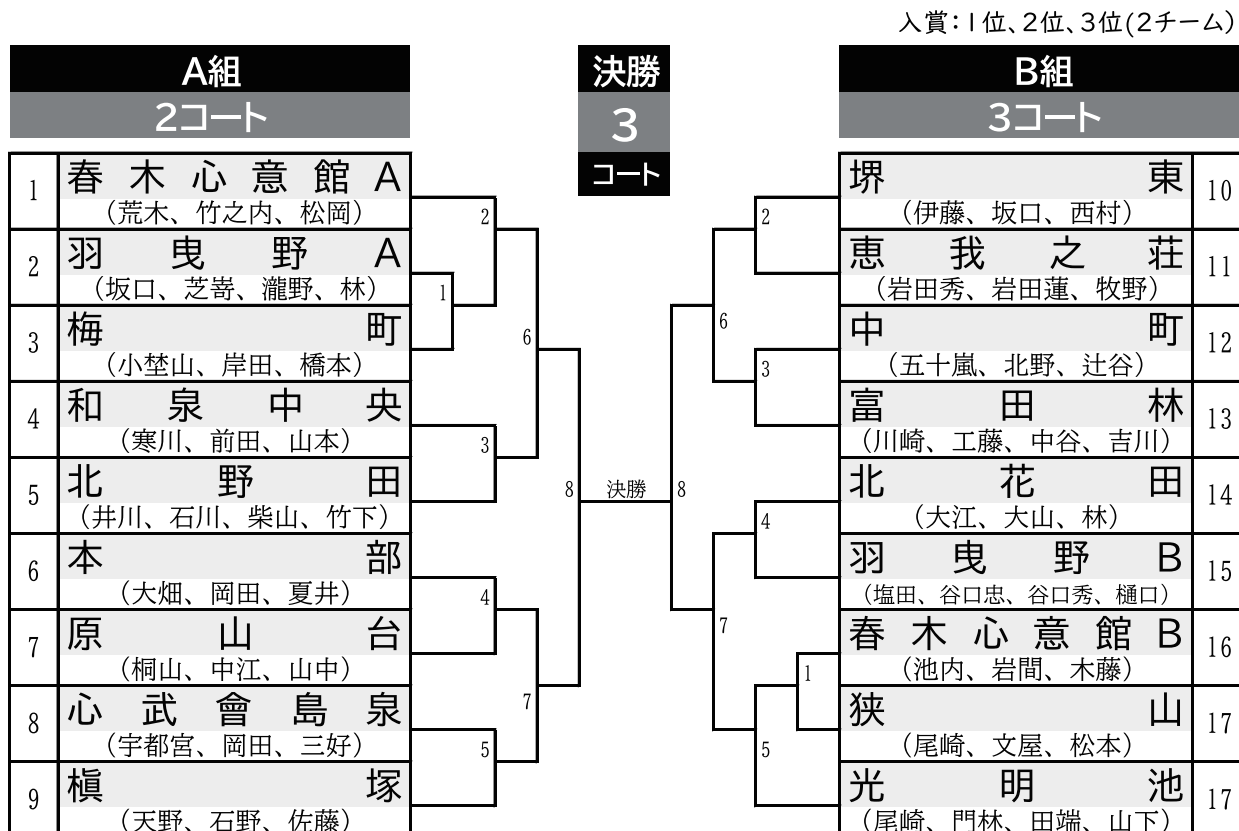 入賞：1位、2位、3位(2チーム)
A組
2コート
決勝
3
コート
B組
3コート
1 春木心意館A
（荒木、竹之内、松岡）
2 羽曳野A
（坂口、芝嵜、瀧野、林）
3 梅町
（小埜山、岸田、橋本）
4 和泉中央
（寒川、前田、山本）
5 北野田
（井川、石川、柴山、竹下）
6 本部
（大畑、岡田、夏井）
7 原山台
（桐山、中江、山中）
8 心武會島泉
（宇都宮、岡田、三好）
9 槇塚
（天野、石野、佐藤）
2
1
6
3
8
4
7
5
決勝
8
2
6
3
4
7
1
5
堺東 10
（伊藤、坂口、西村）
恵我之荘 11
（岩田秀、岩田蓮、牧野）
中町 12
（五十嵐、北野、辻谷）
富田林 13
（川崎、工藤、中谷、吉川）
北花田 14
（大江、大山、林）
羽曳野B 15
（塩田、谷口忠、谷口秀、樋口）
春木心意館B 16
（池内、岩間、木藤）
狭山 17
（尾崎、文屋、松本）
光明池 17
（尾崎、門林、田端、山下）